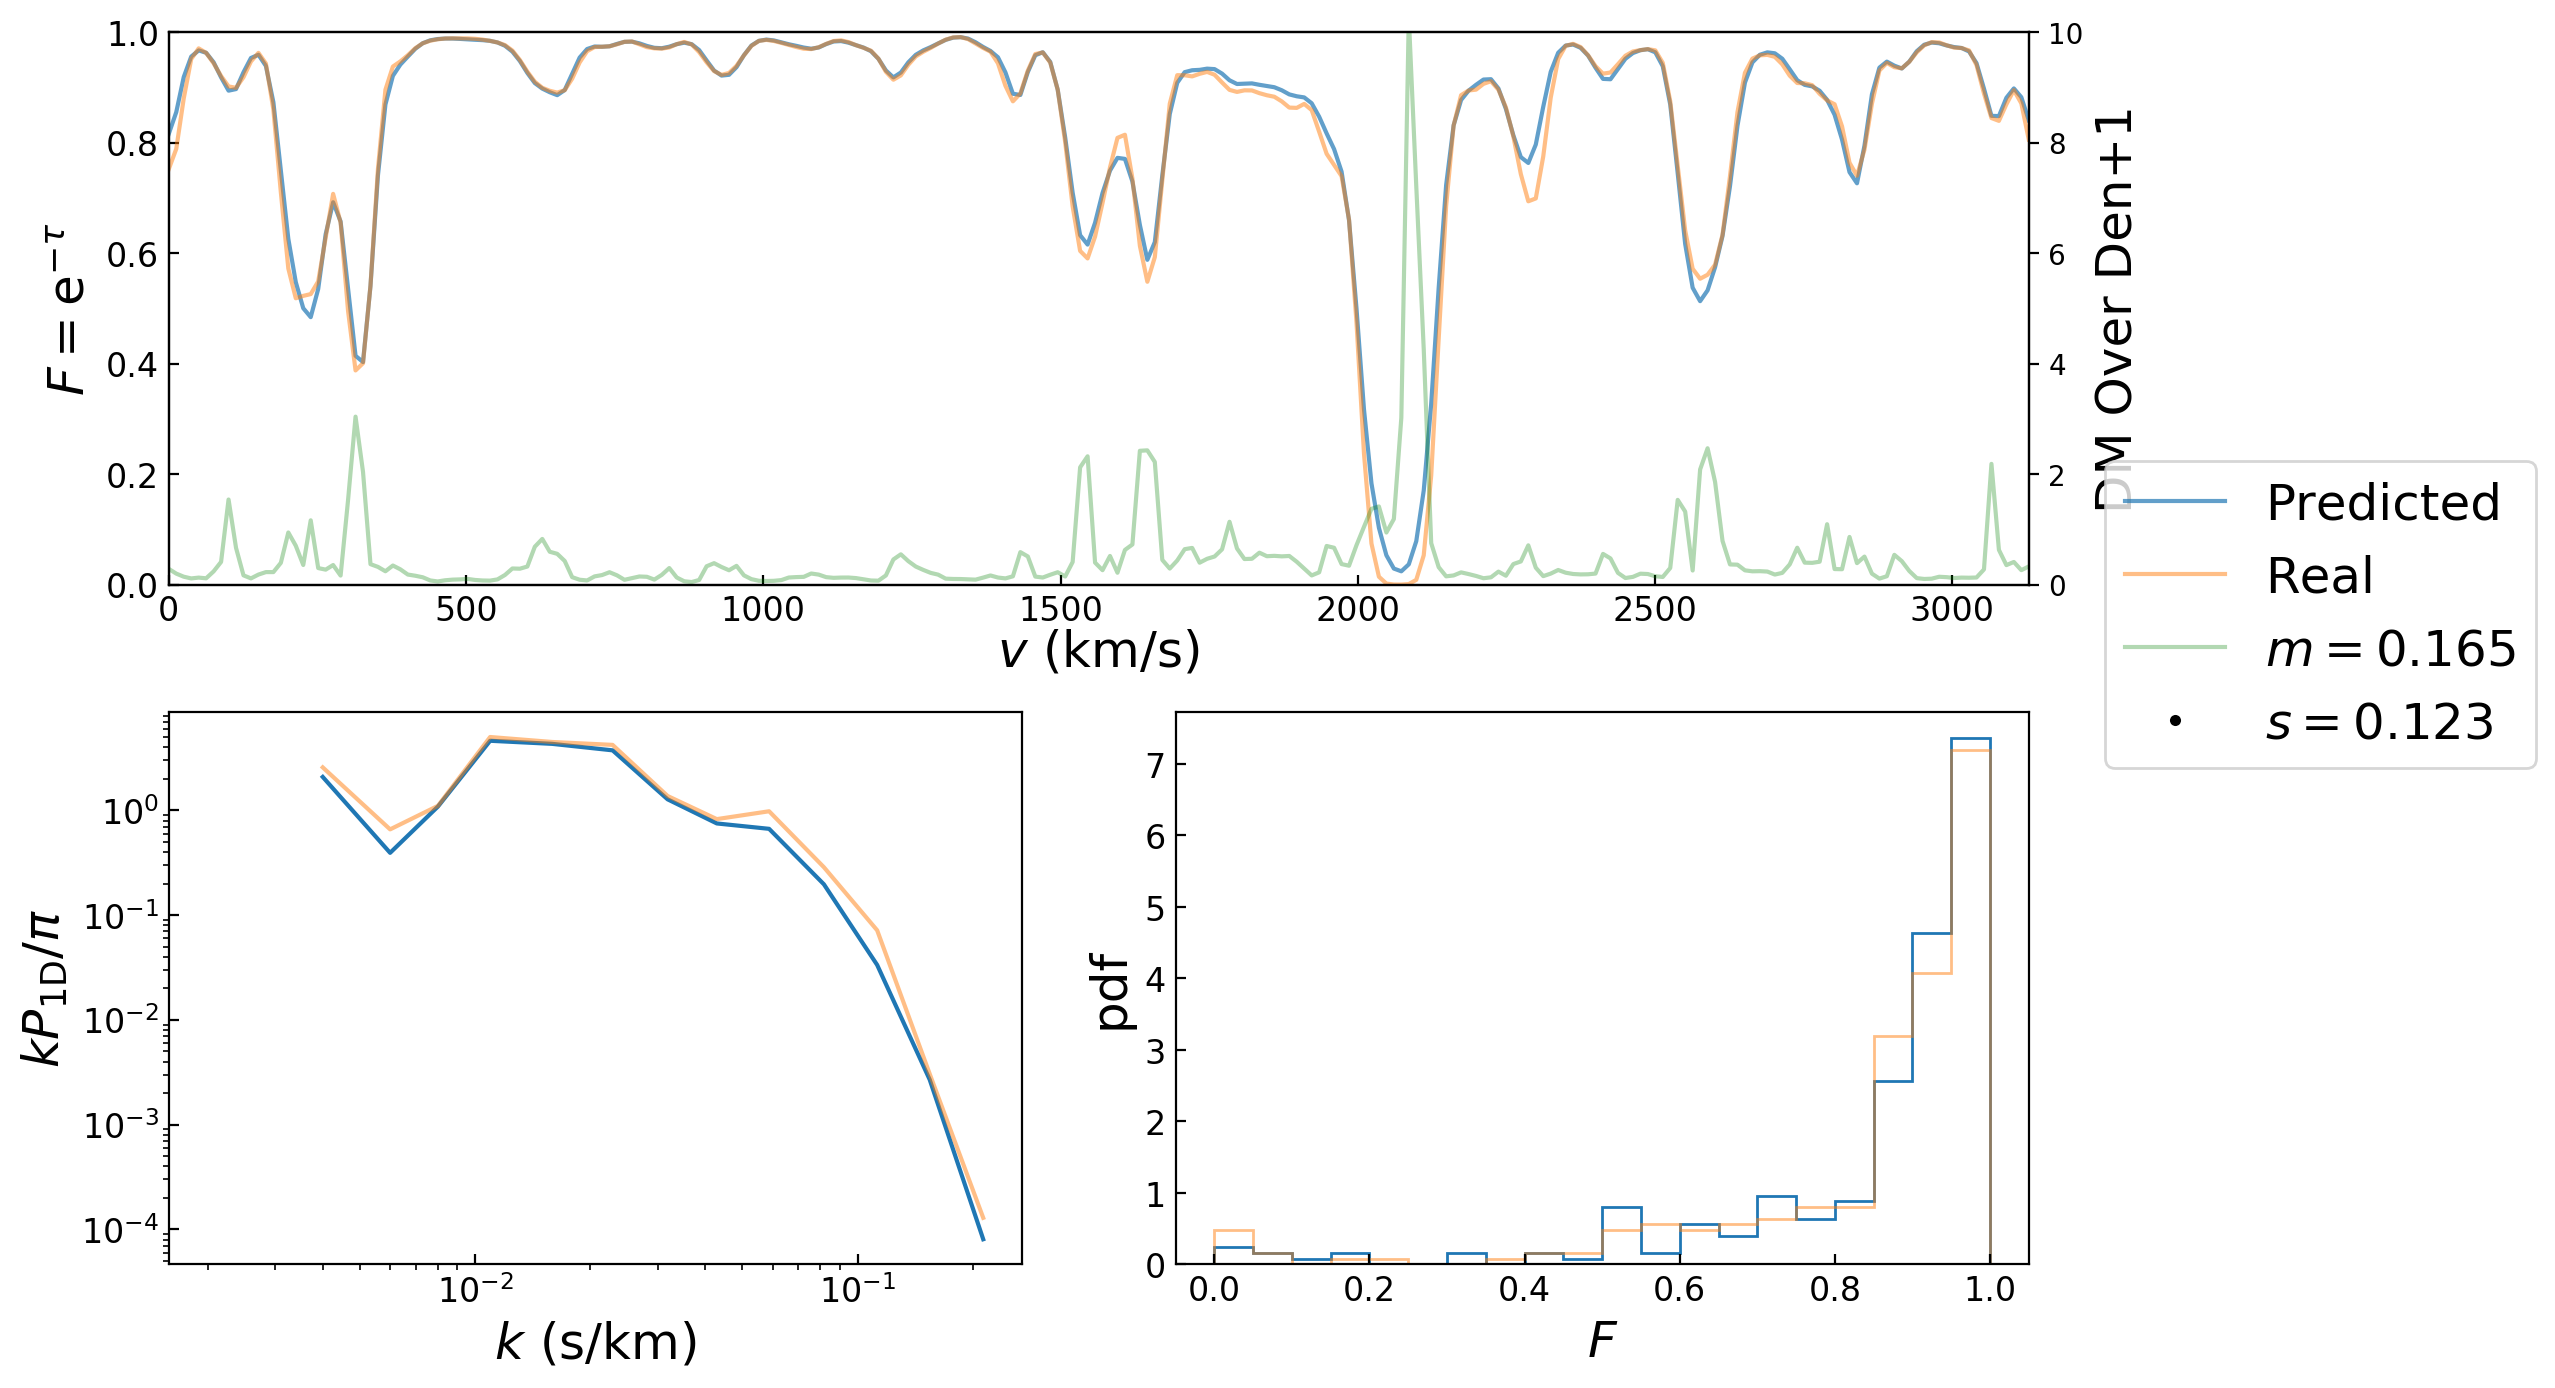 1.0
0.8
0.6
0.4
0.2
0.0
F = e^{−τ}
10
8
6
4
2
0
DM Over Den+1
0 500 1000 1500 2000 2500 3000
v (km/s)
Predicted
Real
m = 0.165
s = 0.123
10^0
10^{−1}
10^{−2}
10^{−3}
10^{−4}
kP_{1D}/π
10^{−2} 10^{−1}
k (s/km)
7
6
5
4
3
2
1
0
pdf
0.0 0.2 0.4 0.6 0.8 1.0
F